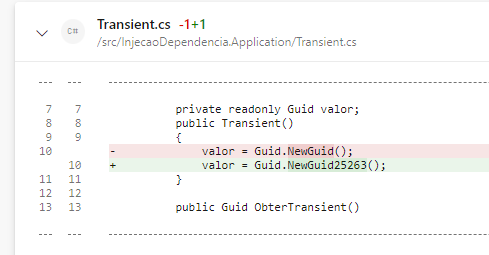 Transient.cs -1+1
C# /src/InjecaoDependencia.Application/Transient.cs
--- --- ----------------------------------------------------------------
7 7 private readonly Guid valor;
8 8 public Transient()
9 9 {
10 - valor = Guid.NewGuid();
10 + valor = Guid.NewGuid25263();
11 11 }
12 12
13 13 public Guid ObterTransient()
--- --- ----------------------------------------------------------------